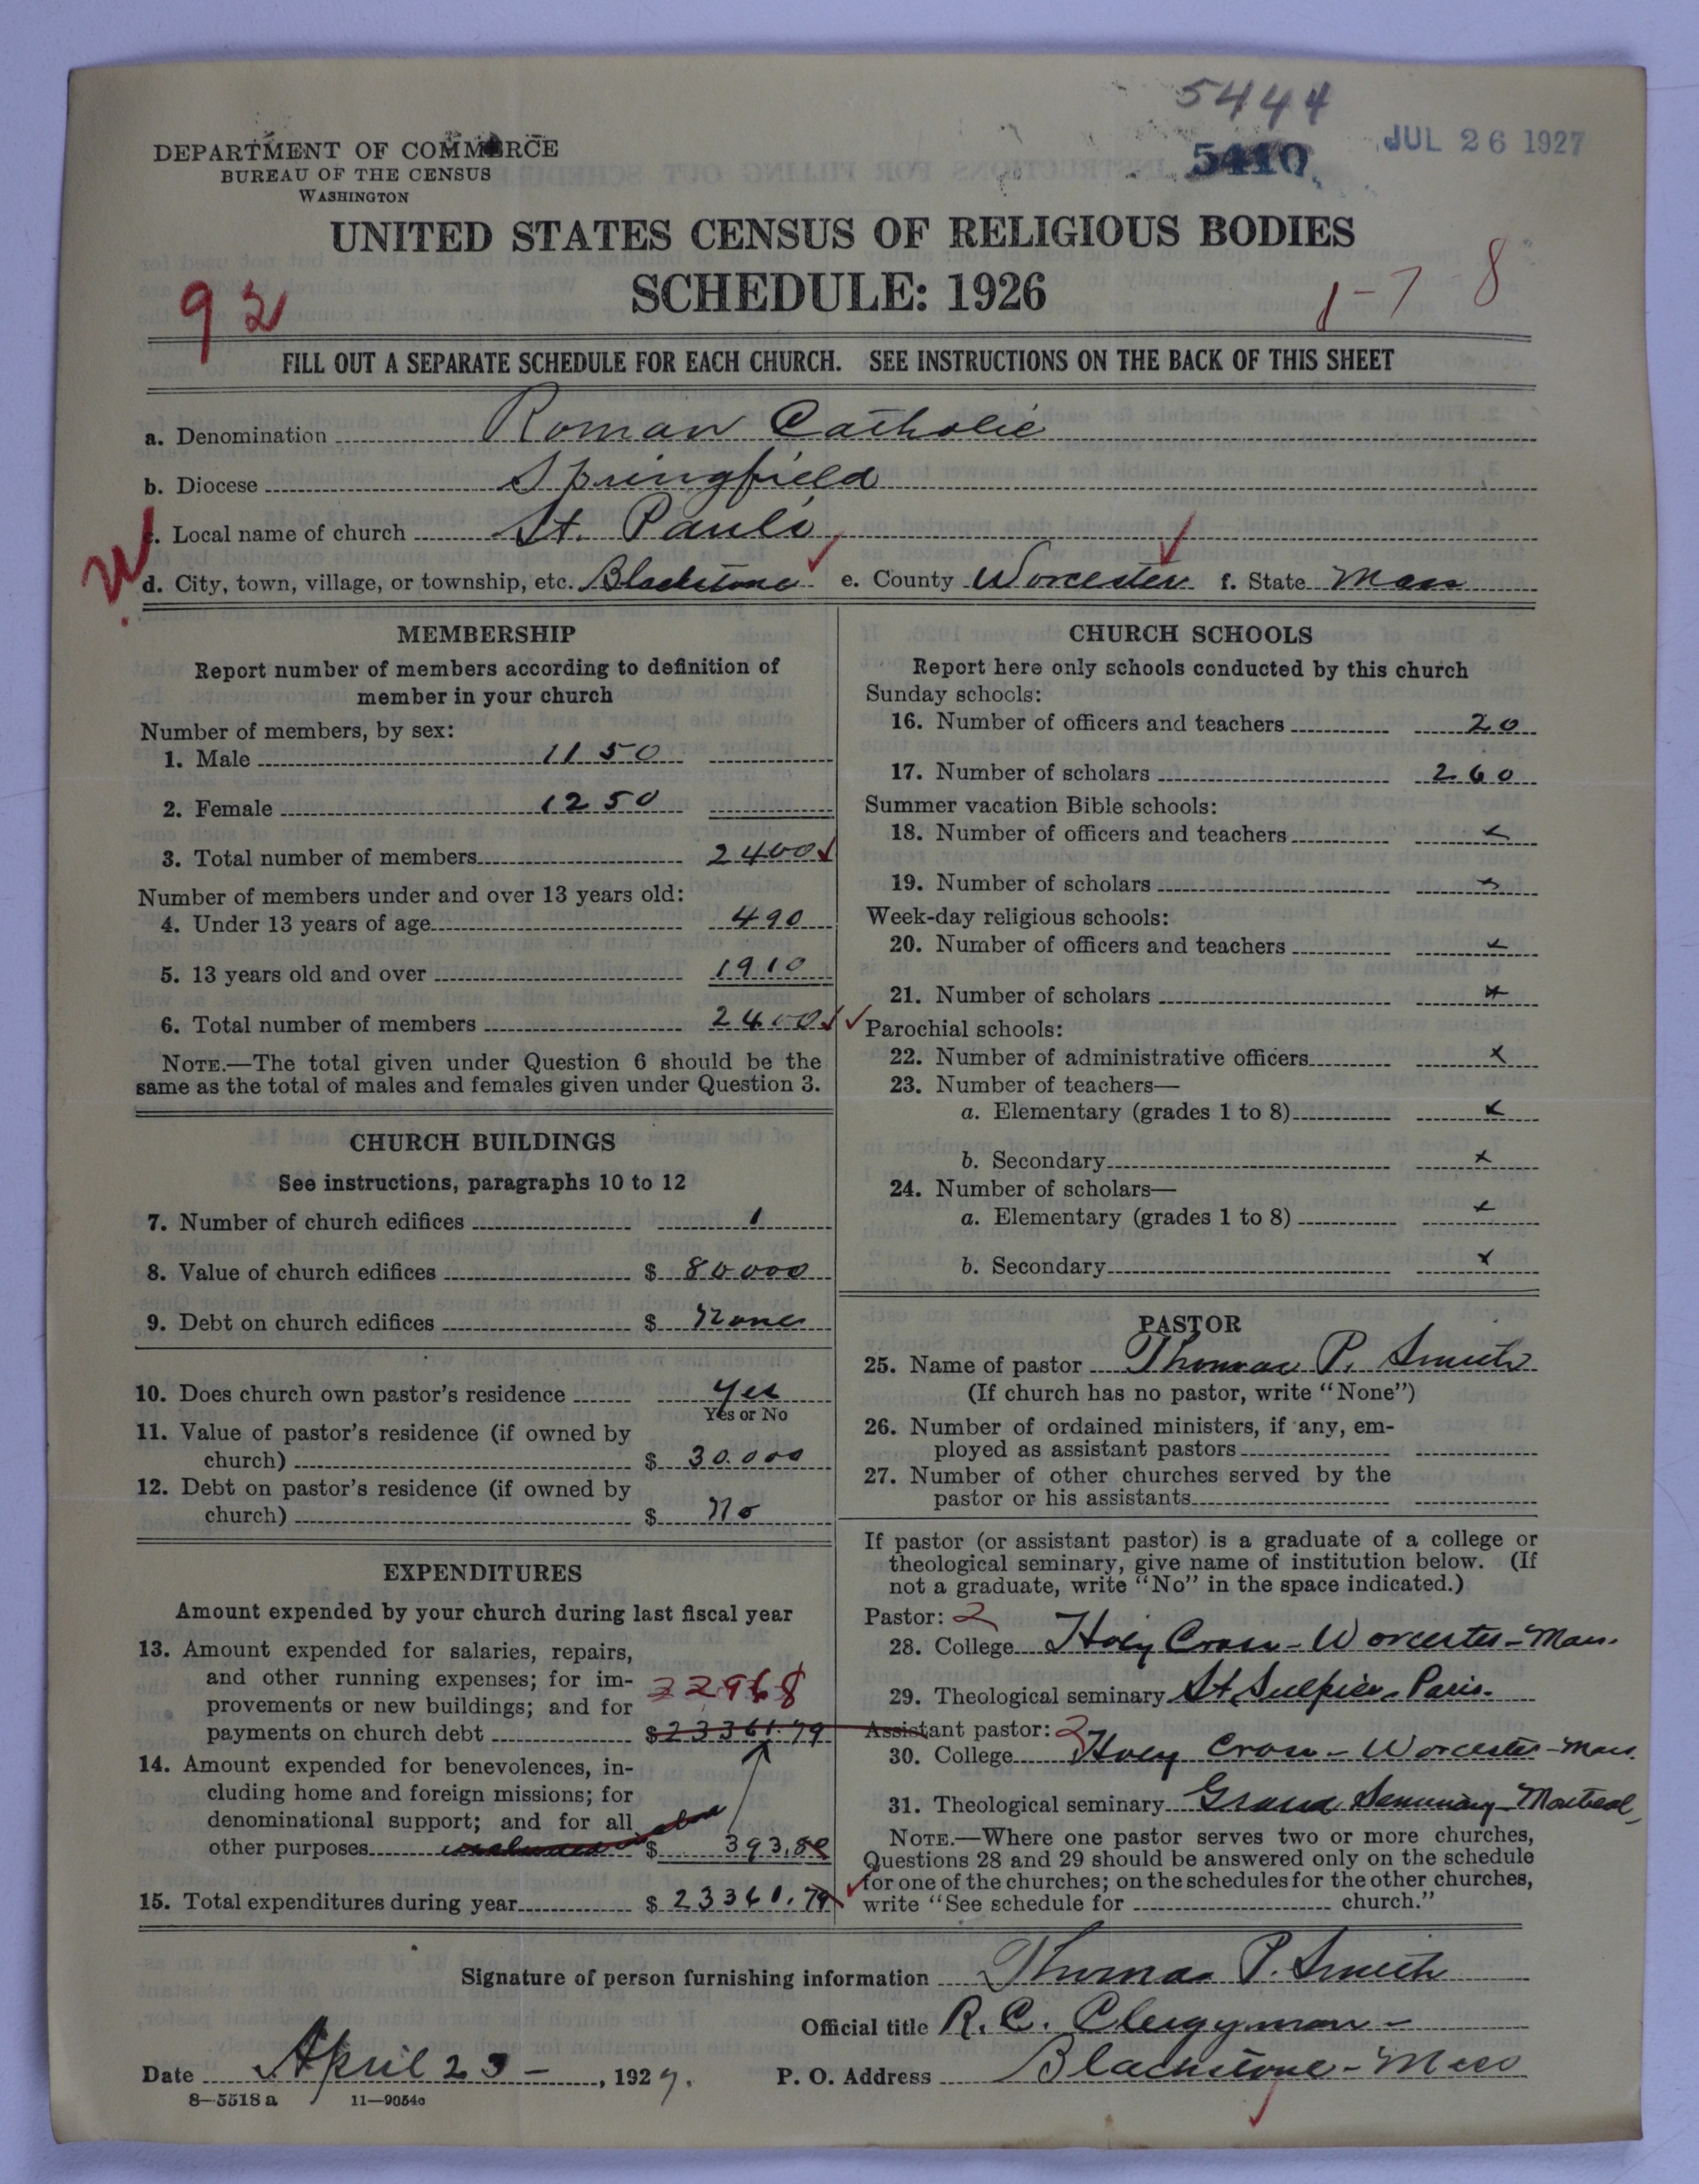 5444
5410
JUL 26 1927
DEPARTMENT OF COMMERCE
BUREAU OF THE CENSUS
WASHINGTON
UNITED STATES CENSUS OF RELIGIOUS BODIES
SCHEDULE: 1926
92
1-7 8
FILL OUT A SEPARATE SCHEDULE FOR EACH CHURCH. SEE INSTRUCTIONS ON THE BACK OF THIS SHEET
a. Denomination Roman Catholic
b. Diocese Springfield
c. Local name of church St. Paul's
d. City, town, village, or township, etc. Blackstone e. County Worcester f. State Mass
MEMBERSHIP
Report number of members according to definition of
member in your church
Number of members, by sex:
1. Male 1150
2. Female 1250
3. Total number of members 2400
Number of members under and over 13 years old:
4. Under 13 years of age 490
5. 13 years old and over 1910
6. Total number of members 2400
NOTE.—The total given under Question 6 should be the
same as the total of males and females given under Question 3.
CHURCH BUILDINGS
See instructions, paragraphs 10 to 12
7. Number of church edifices 1
8. Value of church edifices $ 80000
9. Debt on church edifices $ None
10. Does church own pastor's residence Yes
Yes or No
11. Value of pastor's residence (if owned by
church) $ 30.000
12. Debt on pastor's residence (if owned by
church) $ No
EXPENDITURES
Amount expended by your church during last fiscal year
13. Amount expended for salaries, repairs,
and other running expenses; for im-
provements or new buildings; and for
22968
payments on church debt $ 23361.79
14. Amount expended for benevolences, in-
cluding home and foreign missions; for
denominational support; and for all
other purposes $ 393.82
15. Total expenditures during year $ 23361.79
CHURCH SCHOOLS
Report here only schools conducted by this church
Sunday schools:
16. Number of officers and teachers 20
17. Number of scholars 260
Summer vacation Bible schools:
18. Number of officers and teachers x
19. Number of scholars x
Week-day religious schools:
20. Number of officers and teachers x
21. Number of scholars x
Parochial schools:
22. Number of administrative officers x
23. Number of teachers—
a. Elementary (grades 1 to 8) x
b. Secondary x
24. Number of scholars—
a. Elementary (grades 1 to 8) x
b. Secondary x
PASTOR
25. Name of pastor Thomas P. Smith
(If church has no pastor, write "None")
26. Number of ordained ministers, if any, em-
ployed as assistant pastors
27. Number of other churches served by the
pastor or his assistants
If pastor (or assistant pastor) is a graduate of a college or
theological seminary, give name of institution below. (If
not a graduate, write "No" in the space indicated.)
Pastor: 2
28. College Holy Cross - Worcester - Mass.
29. Theological seminary St. Sulpice - Paris.
Assistant pastor: 2
30. College Holy Cross - Worcester - Mass.
31. Theological seminary Grand Seminary - Montreal
NOTE.—Where one pastor serves two or more churches,
Questions 28 and 29 should be answered only on the schedule
for one of the churches; on the schedules for the other churches,
write "See schedule for church."
Signature of person furnishing information Thomas P. Smith
Official title R. C. Clergyman -
Date April 23 - , 1927. P. O. Address Blackstone - Mass
8-5518 a 11-9054c